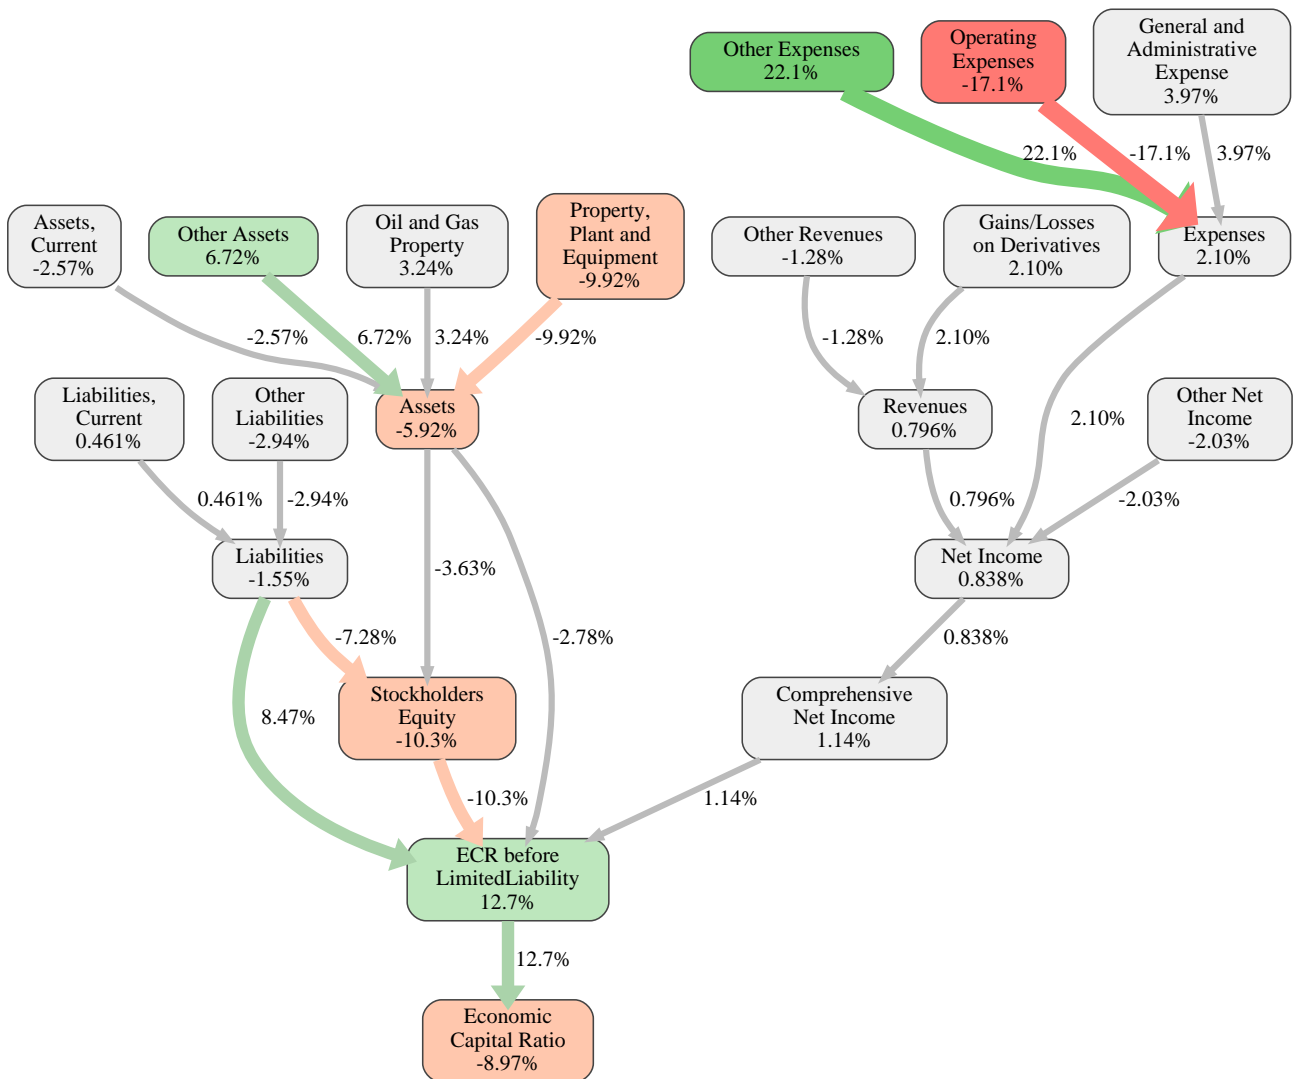 Other Expenses
22.1%
Operating
Expenses
-17.1%
General and
Administrative
Expense
3.97%
22.1%
-17.1%
3.97%
Assets,
Current
-2.57%
Other Assets
6.72%
Oil and Gas
Property
3.24%
Property,
Plant and
Equipment
-9.92%
Other Revenues
-1.28%
Gains/Losses
on Derivatives
2.10%
Expenses
2.10%
-2.57%
6.72%
3.24%
-9.92%
-1.28%
2.10%
2.10%
Liabilities,
Current
0.461%
Other
Liabilities
-2.94%
Assets
-5.92%
Revenues
0.796%
Other Net
Income
-2.03%
0.461%
-2.94%
-3.63%
-2.78%
0.796%
-2.03%
Liabilities
-1.55%
Net Income
0.838%
-7.28%
8.47%
0.838%
Stockholders
Equity
-10.3%
Comprehensive
Net Income
1.14%
-10.3%
1.14%
ECR before
LimitedLiability
12.7%
12.7%
Economic
Capital Ratio
-8.97%